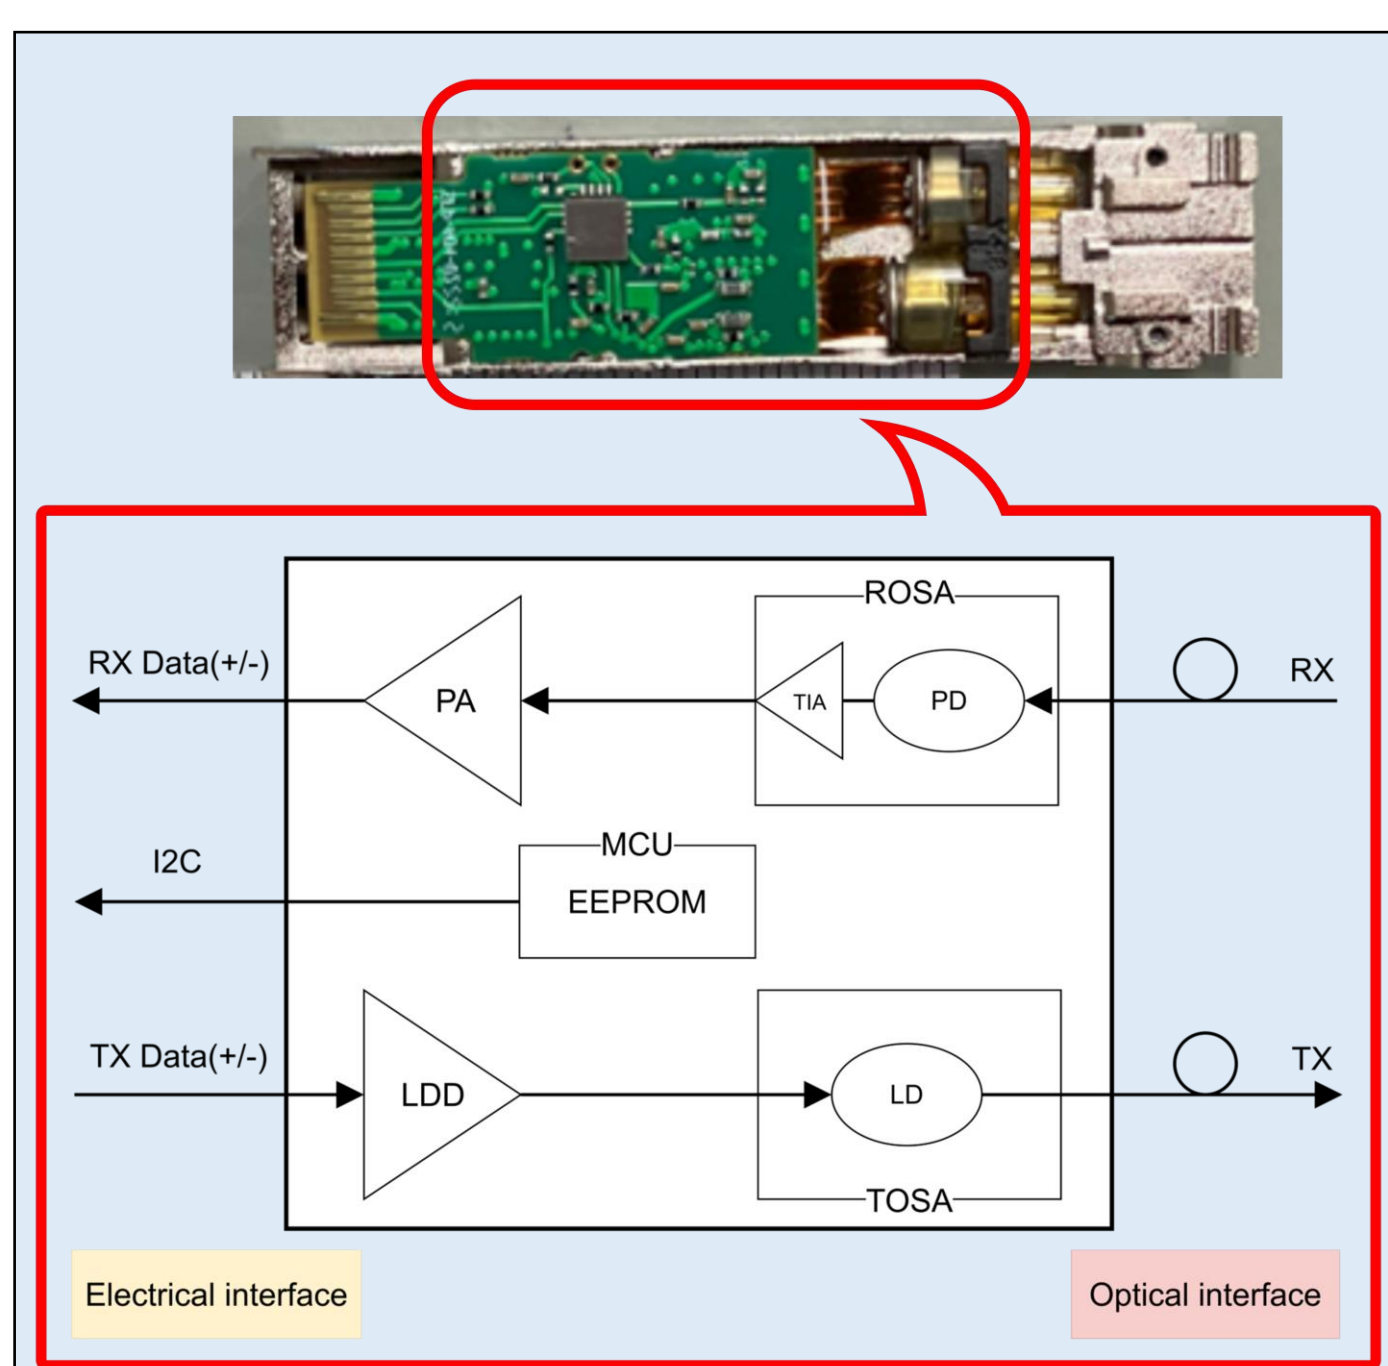 ROSA
RX Data(+/-)
PA
TIA
PD
RX
MCU
I2C
EEPROM
TX Data(+/-)
LDD
LD
TX
TOSA
Electrical interface
Optical interface